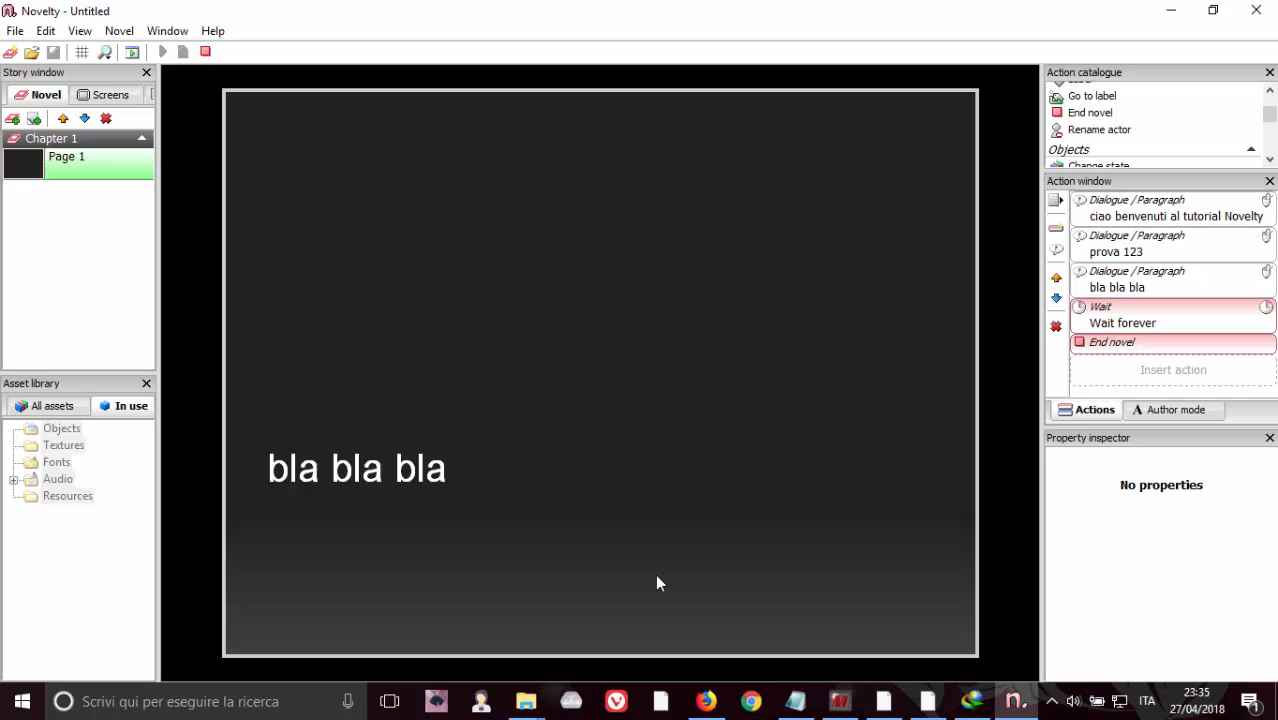 Novelty - Untitled
File Edit View Novel Window Help
Story window
Novel Screens
Chapter 1
Page 1
Asset library
All assets In use
Objects
Textures
Fonts
Audio
Resources
bla bla bla
Action catalogue
Go to label
End novel
Rename actor
Objects
Change state
Action window
Dialogue / Paragraph
ciao benvenuti al tutorial Novelty
Dialogue / Paragraph
prova 123
Dialogue / Paragraph
bla bla bla
Wait
Wait forever
End novel
Insert action
Actions Author mode
Property inspector
No properties
Scrivi qui per eseguire la ricerca
ITA
23:35
27/04/2018